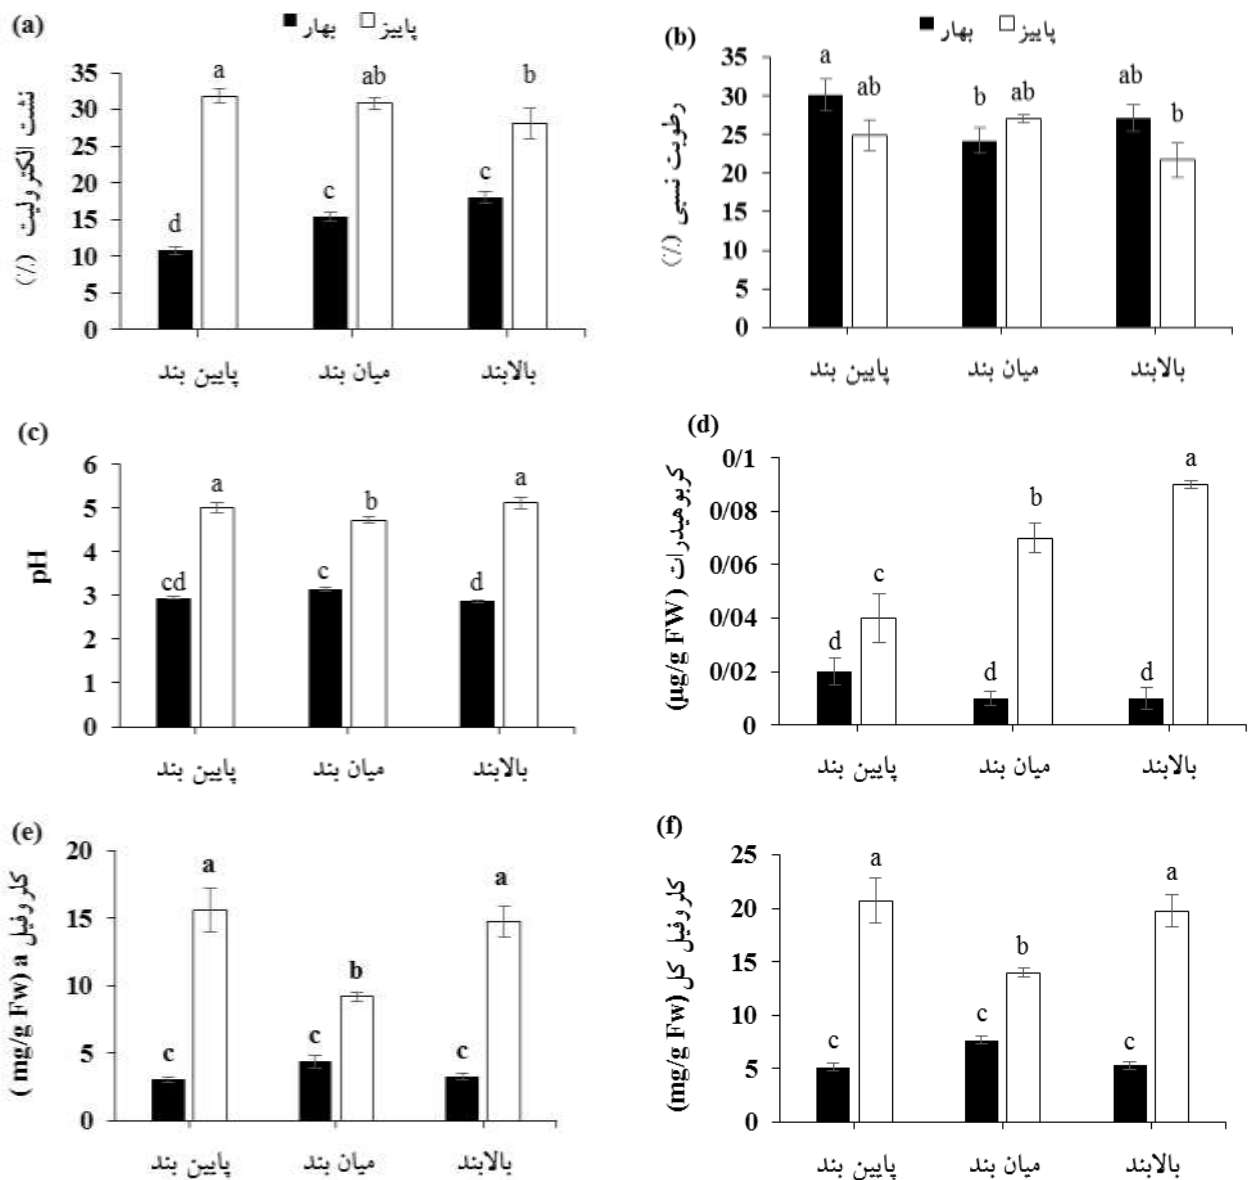 (a)
بهار پاییز
نشت الکترولیت (٪)
35
30
25
20
15
10
5
0
a ab b
d c c
پایین بند میان بند بالابند
(b)
بهار پاییز
رطوبت نسبی (٪)
35
30
25
20
15
10
5
0
a ab b ab ab b
پایین بند میان بند بالابند
(c)
pH
6
5
4
3
2
1
0
cd a c b d a
پایین بند میان بند بالابند
(d)
کربوهیدرات (µg/g FW)
0/1
0/08
0/06
0/04
0/02
0
d c d b d a
پایین بند میان بند بالابند
(e)
کلروفیل a (mg/g Fw )
20
15
10
5
0
c a c b c a
پایین بند میان بند بالابند
(f)
کلروفیل کل (mg/g Fw)
25
20
15
10
5
0
c a c b c a
پایین بند میان بند بالابند